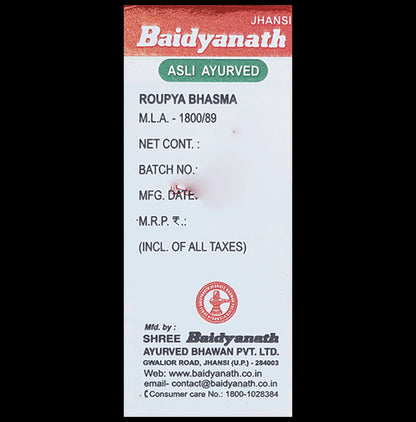 JHANSI
Baidyanath
ASLI AYURVED
ROUPYA BHASMA
M.L.A. - 1800/89
NET CONT. :
BATCH NO.:
MFG. DATE:
M.R.P. ₹.:
(INCL. OF ALL TAXES)
Mfd. by :
SHREE Baidyanath
AYURVED BHAWAN PVT. LTD.
GWALIOR ROAD, JHANSI (U.P.) - 284003
Web: www.baidyanath.co.in
email- contact@baidyanath.co.in
Consumer care No.: 1800-1028384